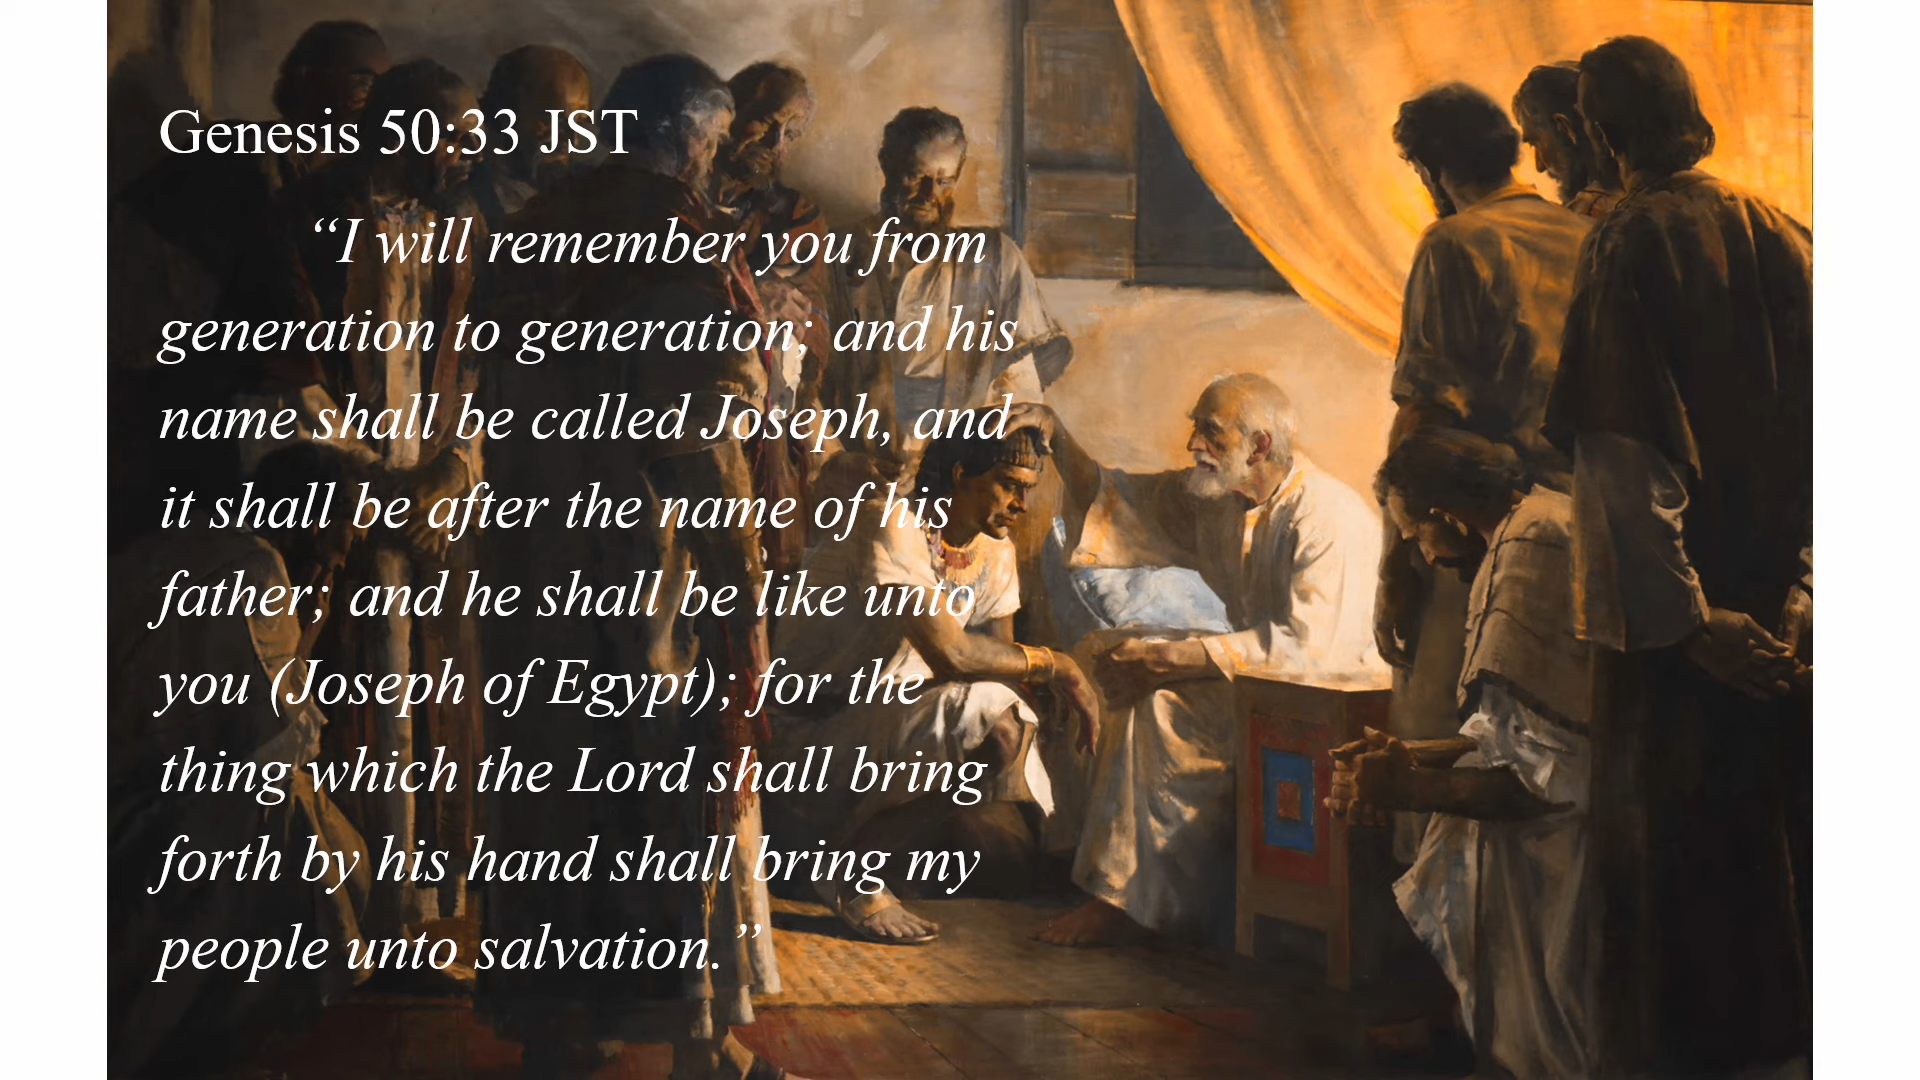 Genesis 50:33 JST
“I will remember you from
generation to generation; and his
name shall be called Joseph, and
it shall be after the name of his
father; and he shall be like unto
you (Joseph of Egypt); for the
thing which the Lord shall bring
forth by his hand shall bring my
people unto salvation.”